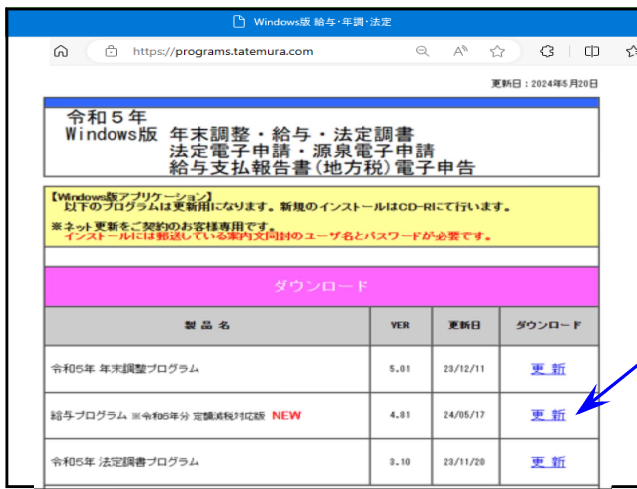 Windows版 給与・年調・法定
https://programs.tatemura.com
更新日：2024年5月20日
令和５年
Windows版 年末調整・給与・法定調書
法定電子申請・源泉電子申請
給与支払報告書(地方税)電子申告
【Windows版アプリケーション】
以下のプログラムは更新用になります。新規のインストールはCD-Rにて行います。
※ネット更新をご契約のお客様専用です。
インストールには郵送している案内文同封のユーザ名とパスワードが必要です。
ダウンロード
製品名 VER 更新日 ダウンロード
令和5年 年末調整プログラム 5.01 23/12/11 更 新
給与プログラム ※令和6年分 定額減税対応版 NEW 4.81 24/05/17 更 新
令和5年 法定調書プログラム 3.10 23/11/20 更 新